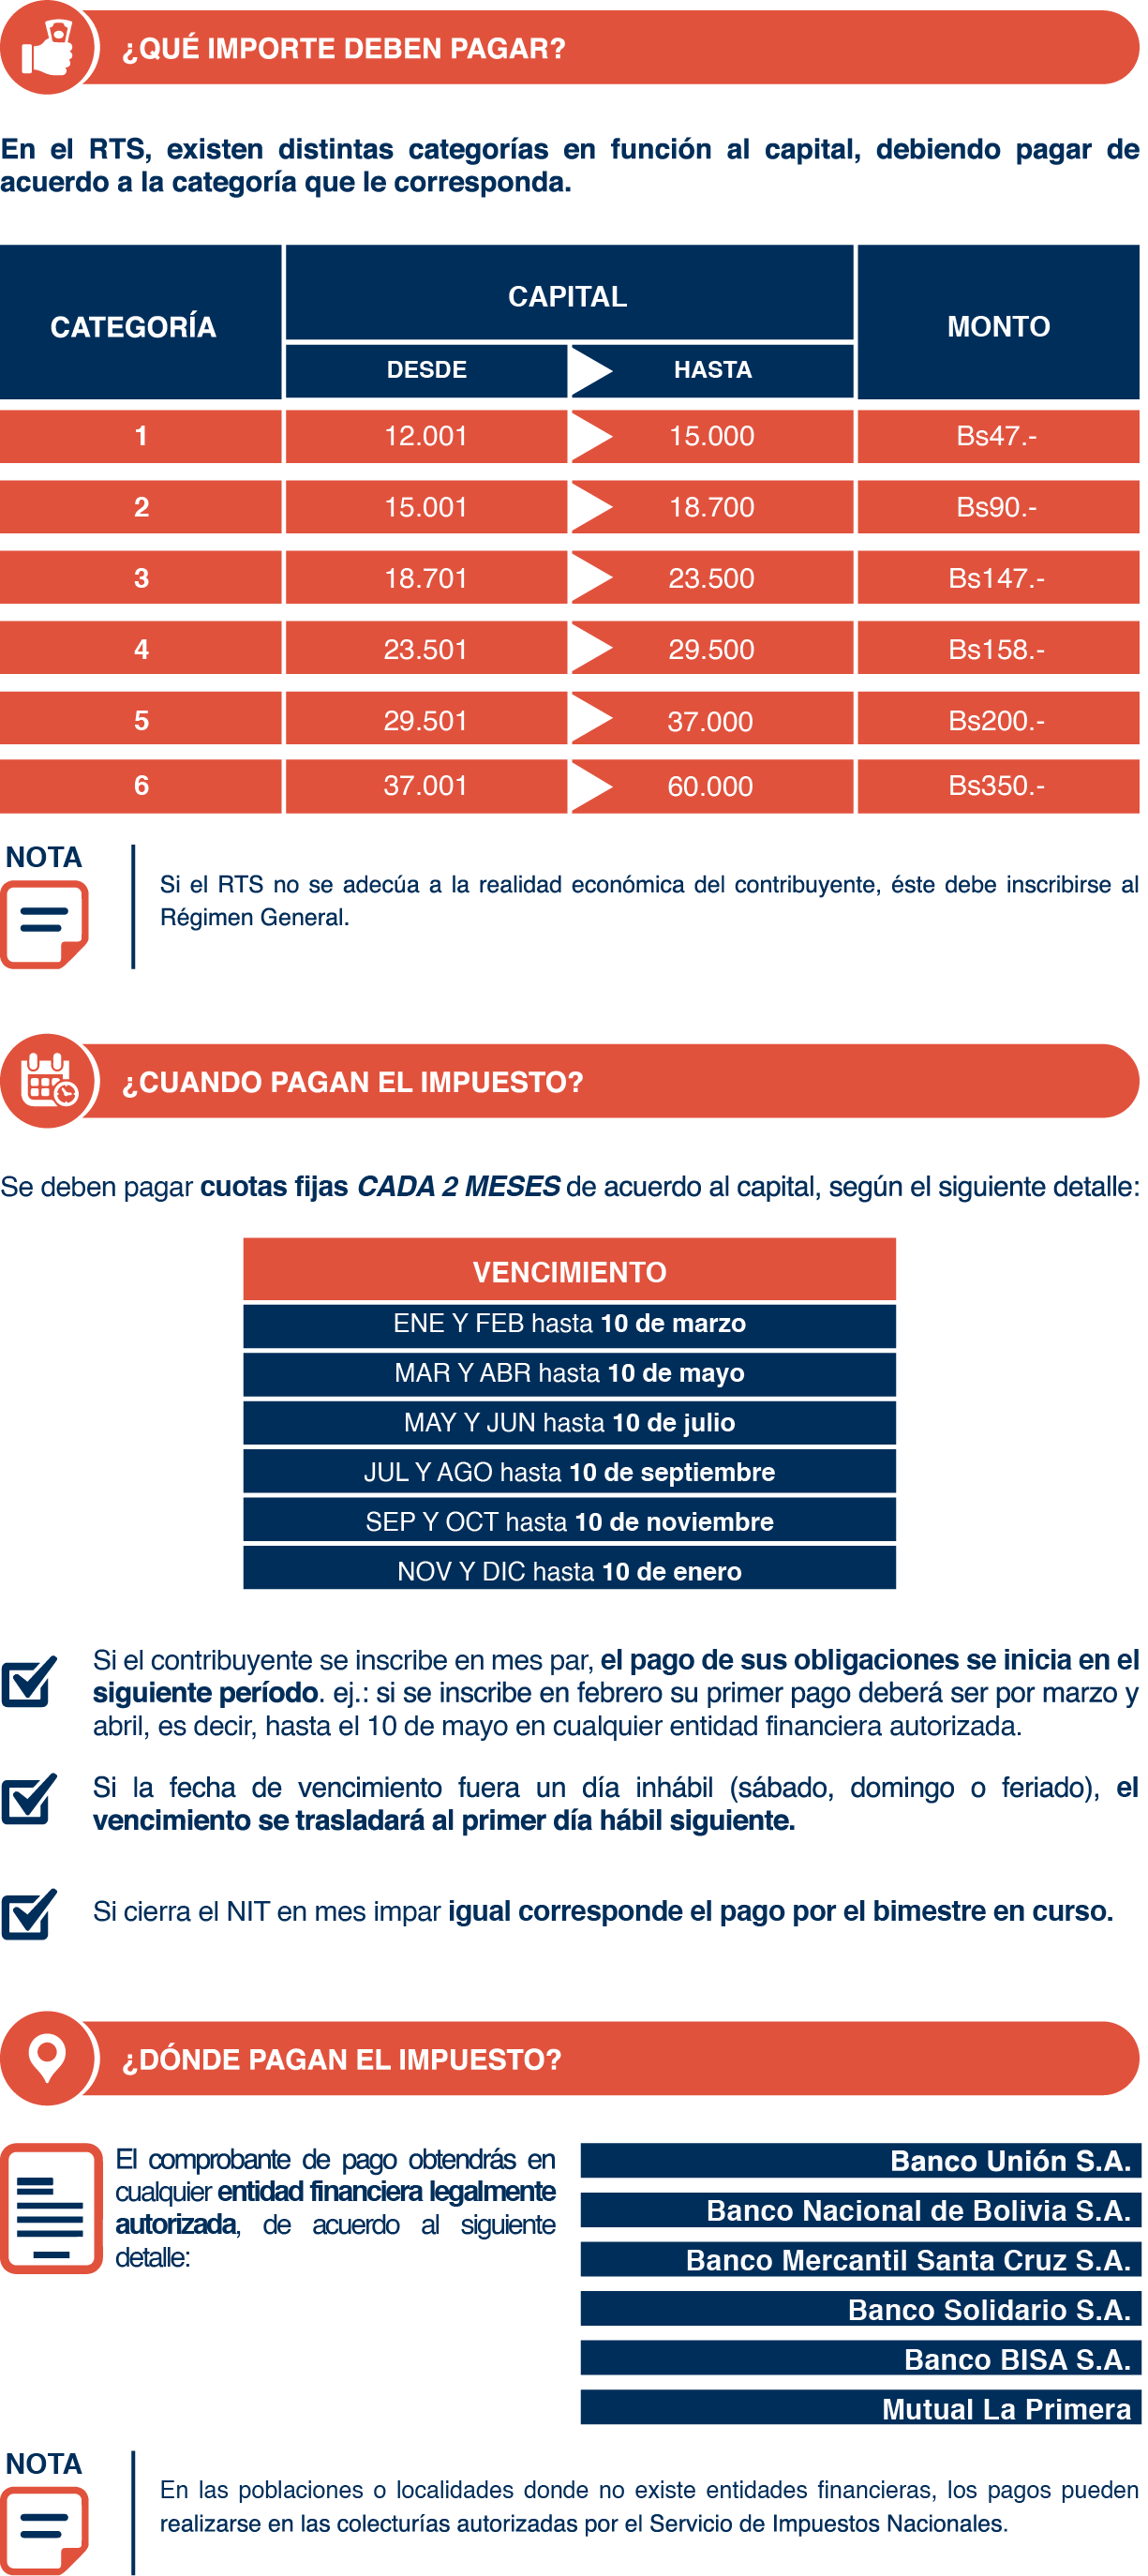 ¿QUÉ IMPORTE DEBEN PAGAR?
En el RTS, existen distintas categorías en función al capital, debiendo pagar de
acuerdo a la categoría que le corresponda.
CATEGORÍA CAPITAL MONTO
DESDE HASTA
1 12.001 15.000 Bs47.-
2 15.001 18.700 Bs90.-
3 18.701 23.500 Bs147.-
4 23.501 29.500 Bs158.-
5 29.501 37.000 Bs200.-
6 37.001 60.000 Bs350.-
NOTA
Si el RTS no se adecúa a la realidad económica del contribuyente, éste debe inscribirse al
Régimen General.
¿CUANDO PAGAN EL IMPUESTO?
Se deben pagar cuotas fijas CADA 2 MESES de acuerdo al capital, según el siguiente detalle:
VENCIMIENTO
ENE Y FEB hasta 10 de marzo
MAR Y ABR hasta 10 de mayo
MAY Y JUN hasta 10 de julio
JUL Y AGO hasta 10 de septiembre
SEP Y OCT hasta 10 de noviembre
NOV Y DIC hasta 10 de enero
Si el contribuyente se inscribe en mes par, el pago de sus obligaciones se inicia en el
siguiente período. ej.: si se inscribe en febrero su primer pago deberá ser por marzo y
abril, es decir, hasta el 10 de mayo en cualquier entidad financiera autorizada.
Si la fecha de vencimiento fuera un día inhábil (sábado, domingo o feriado), el
vencimiento se trasladará al primer día hábil siguiente.
Si cierra el NIT en mes impar igual corresponde el pago por el bimestre en curso.
¿DÓNDE PAGAN EL IMPUESTO?
El comprobante de pago obtendrás en
cualquier entidad financiera legalmente
autorizada, de acuerdo al siguiente
detalle:
Banco Unión S.A.
Banco Nacional de Bolivia S.A.
Banco Mercantil Santa Cruz S.A.
Banco Solidario S.A.
Banco BISA S.A.
Mutual La Primera
NOTA
En las poblaciones o localidades donde no existe entidades financieras, los pagos pueden
realizarse en las colecturías autorizadas por el Servicio de Impuestos Nacionales.